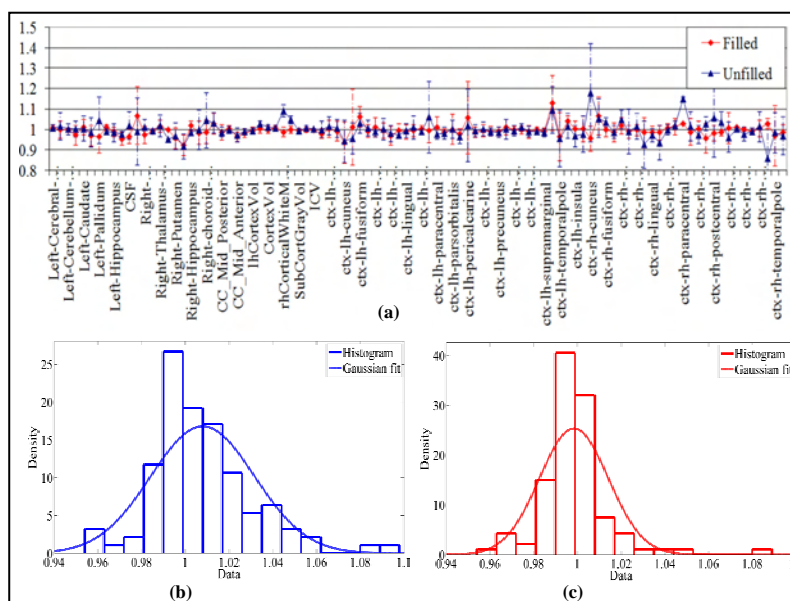 1.5
1.4
1.3
1.2
1.1
1
0.9
0.8
Filled
Unfilled
Left-Cerebral-
Left-Cerebellum-
Left-Caudate
Left-Pallidum
Left-Hippocampus
CSF
Right-
Right-Thalamus-
Right-Putamen
Right-Hippocampus
Right-choroid-
CC_Mid_Posterior
CC_Mid_Anterior
lhCortexVol
CortexVol
rhCorticalWhiteM
SubCortGrayVol
ICV
ctx-lh-
ctx-lh-cuneus
ctx-lh-fusiform
ctx-lh-
ctx-lh-
ctx-lh-lingual
ctx-lh-
ctx-lh-paracentral
ctx-lh-parsorbitalis
ctx-lh-pericalcarine
ctx-lh-
ctx-lh-precuneus
ctx-lh-
ctx-lh-
ctx-lh-supramarginal
ctx-lh-temporalpole
ctx-lh-insula
ctx-rh-cuneus
ctx-rh-fusiform
ctx-rh-
ctx-rh-
ctx-rh-lingual
ctx-rh-
ctx-rh-paracentral
ctx-rh-
ctx-rh-postcentral
ctx-rh-
ctx-rh-
ctx-rh-
ctx-rh-temporalpole
(a)
Histogram
Gaussian fit
25
20
15
10
5
0
Density
0.94 0.96 0.98 1 1.02 1.04 1.06 1.08 1.1
Data
(b)
Histogram
Gaussian fit
40
30
20
10
0
Density
0.94 0.96 0.98 1 1.02 1.04 1.06 1.08
Data
(c)